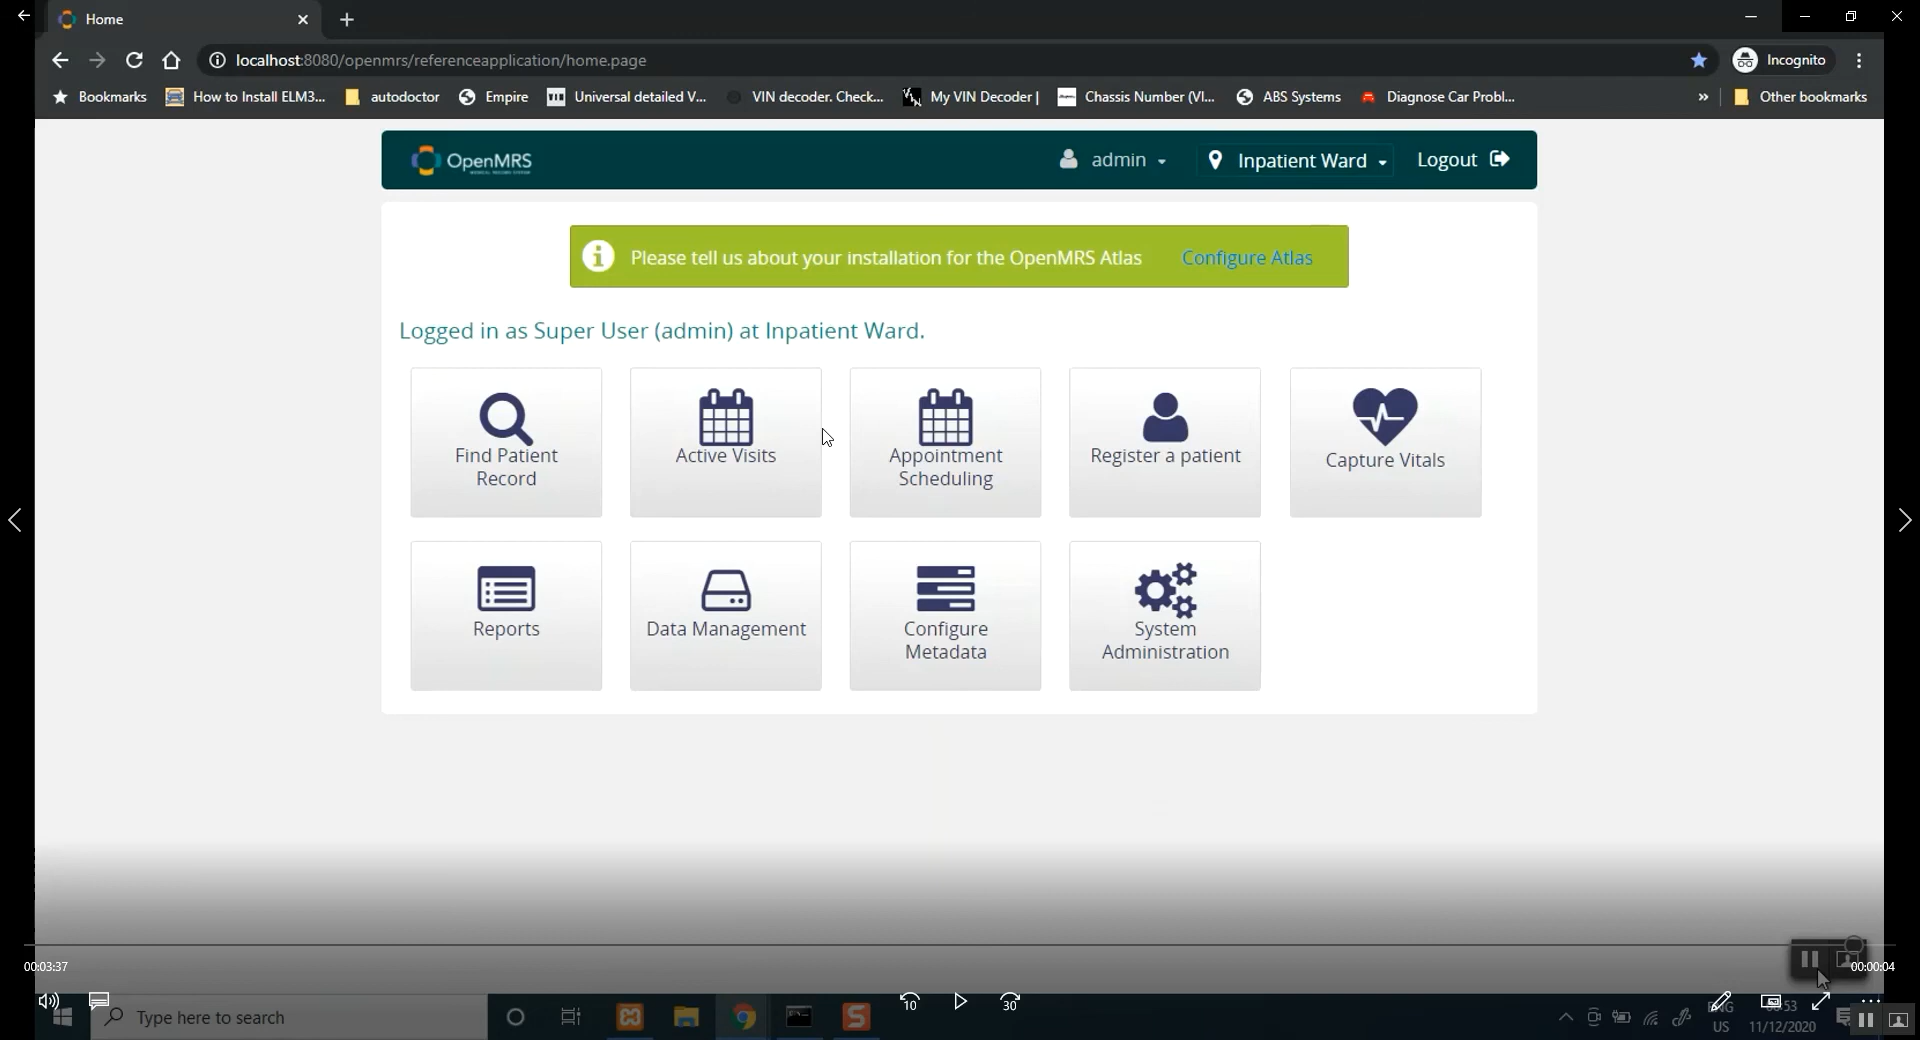 Home
localhost:8080/openmrs/referenceapplication/home.page
Incognito
Bookmarks
How to Install ELM3...
autodoctor
Empire
Universal detailed V...
VIN decoder. Check...
My VIN Decoder |
Chassis Number (VI...
ABS Systems
Diagnose Car Probl...
»
Other bookmarks
OpenMRS
admin
Inpatient Ward
Logout
Please tell us about your installation for the OpenMRS Atlas
Configure Atlas
Logged in as Super User (admin) at Inpatient Ward.
Find Patient
Record
Active Visits
Appointment
Scheduling
Register a patient
Capture Vitals
Reports
Data Management
Configure
Metadata
System
Administration
00:03:37
00:00:04
Type here to search
10
30
US
11/12/2020